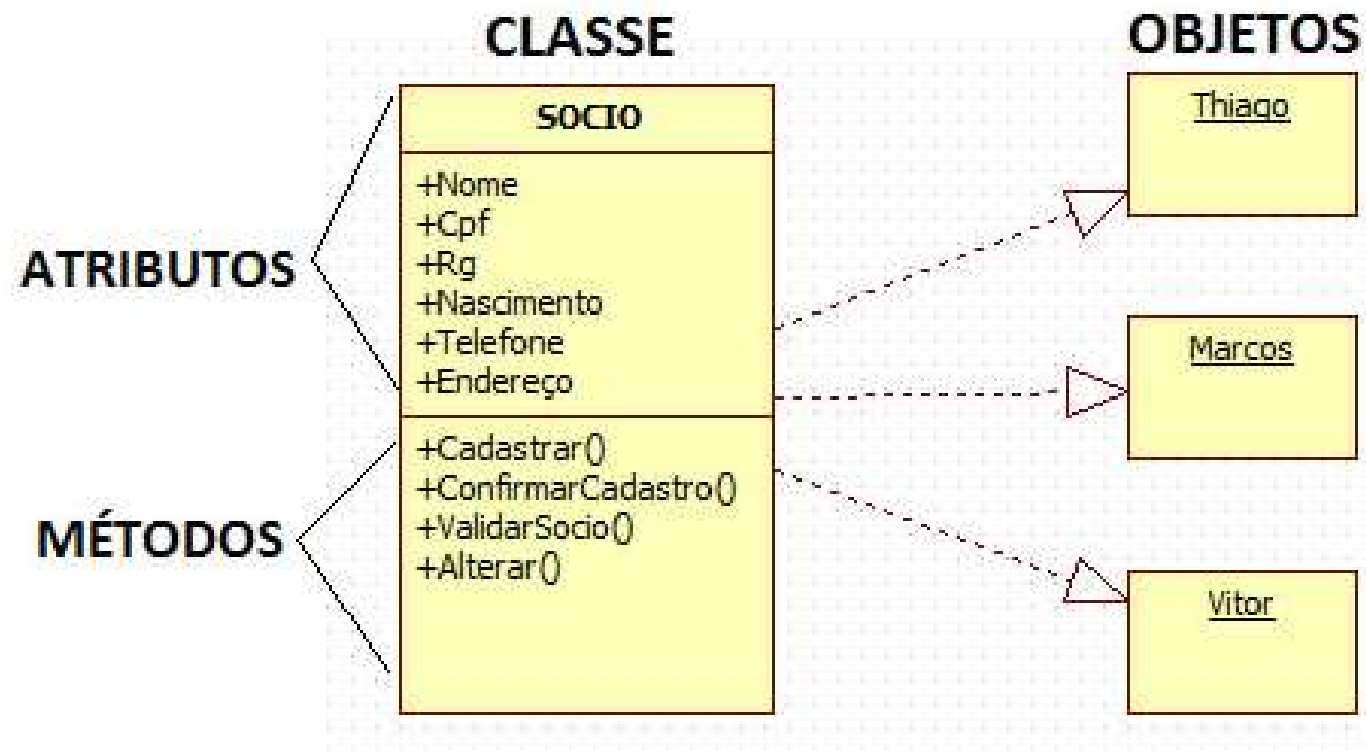 CLASSE
OBJETOS
SOCIO
Thiago
+Nome
+Cpf
+Rg
+Nascimento
+Telefone
+Endereço
ATRIBUTOS
Marcos
+Cadastrar()
+ConfirmarCadastro()
+ValidarSocio()
+Alterar()
MÉTODOS
Vitor